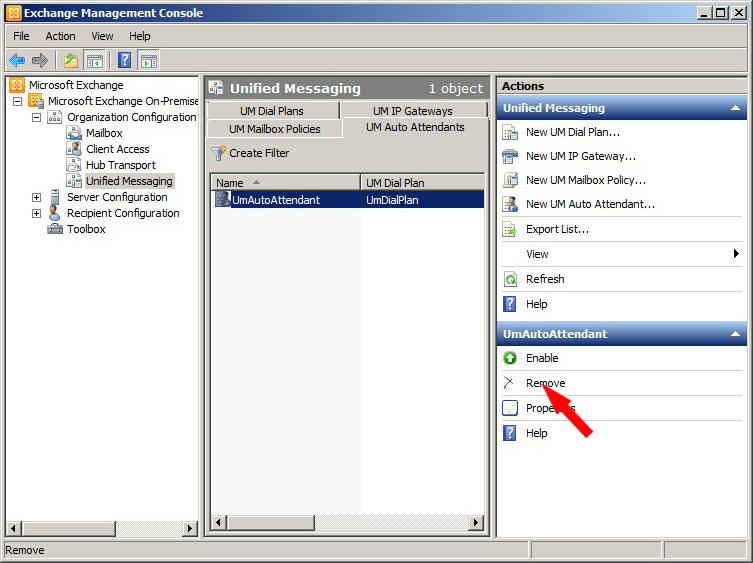 Exchange Management Console
File Action View Help
Microsoft Exchange
Microsoft Exchange On-Premise
Organization Configuration
Mailbox
Client Access
Hub Transport
Unified Messaging
Server Configuration
Recipient Configuration
Toolbox
Unified Messaging 1 object
UM Dial Plans UM IP Gateways
UM Mailbox Policies UM Auto Attendants
Create Filter
Name UM Dial Plan
UmAutoAttendant UmDialPlan
Actions
Unified Messaging
New UM Dial Plan...
New UM IP Gateway...
New UM Mailbox Policy...
New UM Auto Attendant...
Export List...
View
Refresh
Help
UmAutoAttendant
Enable
Remove
Properties
Help
Remove